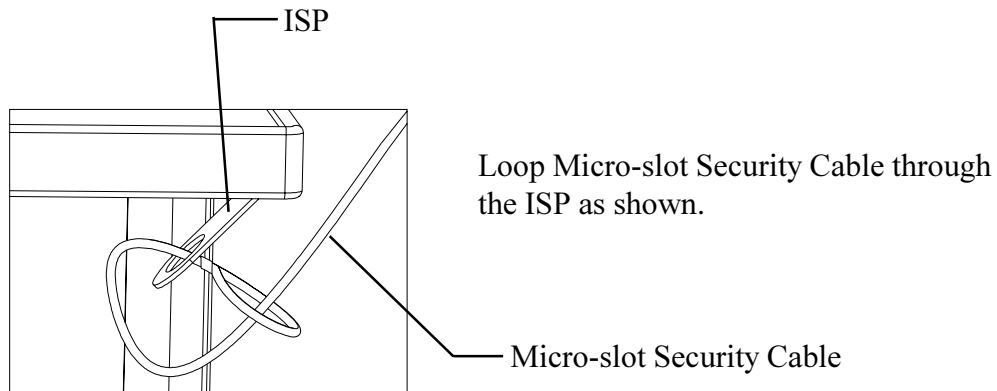 ISP
Loop Micro-slot Security Cable through
the ISP as shown.
Micro-slot Security Cable